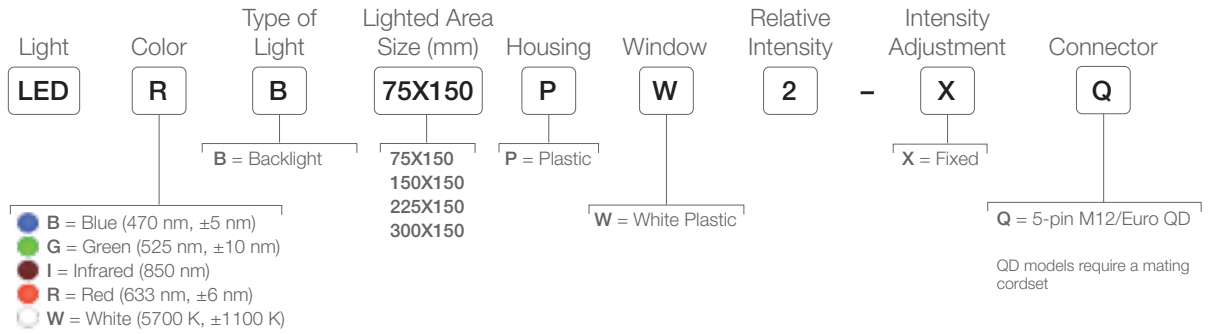 Light
Color
Type of
Light
Lighted Area
Size (mm)
Housing
Window
Relative
Intensity
Intensity
Adjustment
Connector
LED
R
B
75X150
P
W
2
–
X
Q
B = Backlight
75X150
150X150
225X150
300X150
P = Plastic
X = Fixed
B = Blue (470 nm, ±5 nm)
G = Green (525 nm, ±10 nm)
I = Infrared (850 nm)
R = Red (633 nm, ±6 nm)
W = White (5700 K, ±1100 K)
W = White Plastic
Q = 5-pin M12/Euro QD
QD models require a mating
cordset